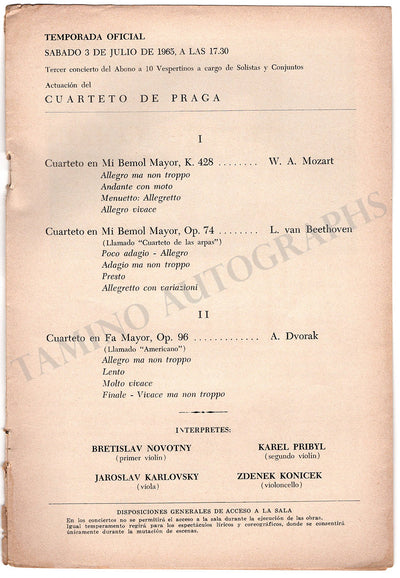 TEMPORADA OFICIAL
SABADO 3 DE JULIO DE 1965, A LAS 17.30
Tercer concierto del Abono a 10 Vespertinos a cargo de Solistas y Conjuntos
Actuación del
CUARTETO DE PRAGA
I
Cuarteto en Mi Bemol Mayor, K. 428 ........ W. A. Mozart
Allegro ma non troppo
Andante con moto
Menuetto: Allegretto
Allegro vivace
Cuarteto en Mi Bemol Mayor, Op. 74 ........ L. van Beethoven
(Llamado "Cuarteto de las arpas")
Poco adagio - Allegro
Adagio ma non troppo
Presto
Allegretto con variazioni
II
Cuarteto en Fa Mayor, Op. 96 ............. A. Dvorak
(Llamado "Americano")
Allegro ma non troppo
Lento
Molto vivace
Finale - Vivace ma non troppo
INTERPRETES:
BRETISLAV NOVOTNY KAREL PRIBYL
(primer violín) (segundo violín)
JAROSLAV KARLOVSKY ZDENEK KONICEK
(viola) (violoncello)
DISPOSICIONES GENERALES DE ACCESO A LA SALA
En los conciertos no se permitirá el acceso a la sala durante la ejecución de las obras,
igual temperamento regirá para los espectáculos líricos y coreográficos, donde se consentirá
únicamente durante la mutación de escenas.
TAMINO AUTOGRAPHS